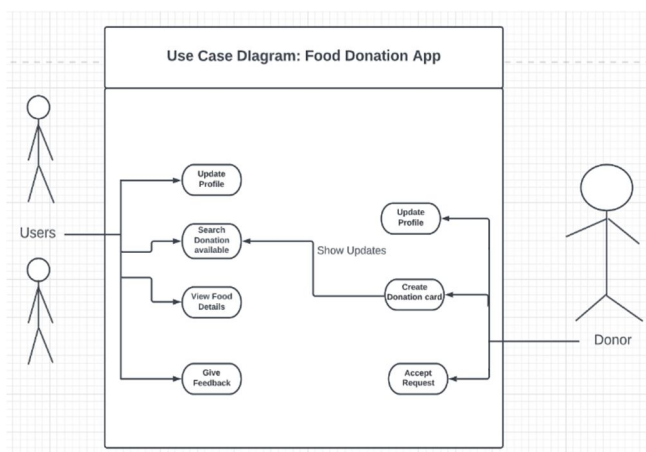 Use Case DIagram: Food Donation App
Update
Profile
Users
Search
Donation
available
View Food
Details
Give
Feedback
Show Updates
Update
Profile
Create
Donation card
Accept
Request
Donor